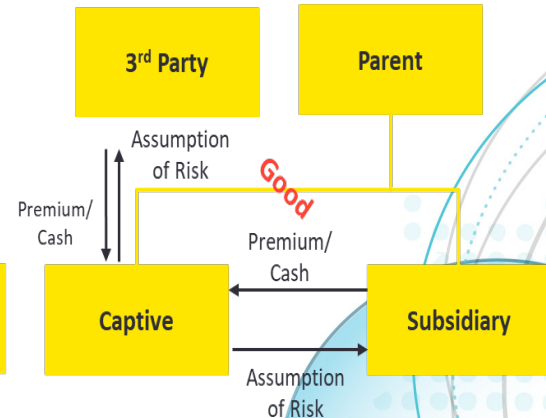 3rd Party
Parent
Assumption
of Risk
Good
Premium/
Cash
Premium/
Cash
Captive
Subsidiary
Assumption
of Risk